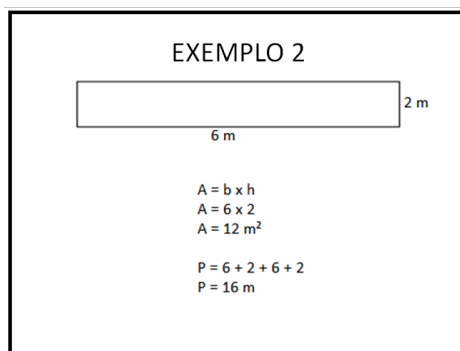 EXEMPLO 2
2 m
6 m
A = b x h
A = 6 x 2
A = 12 m²
P = 6 + 2 + 6 + 2
P = 16 m